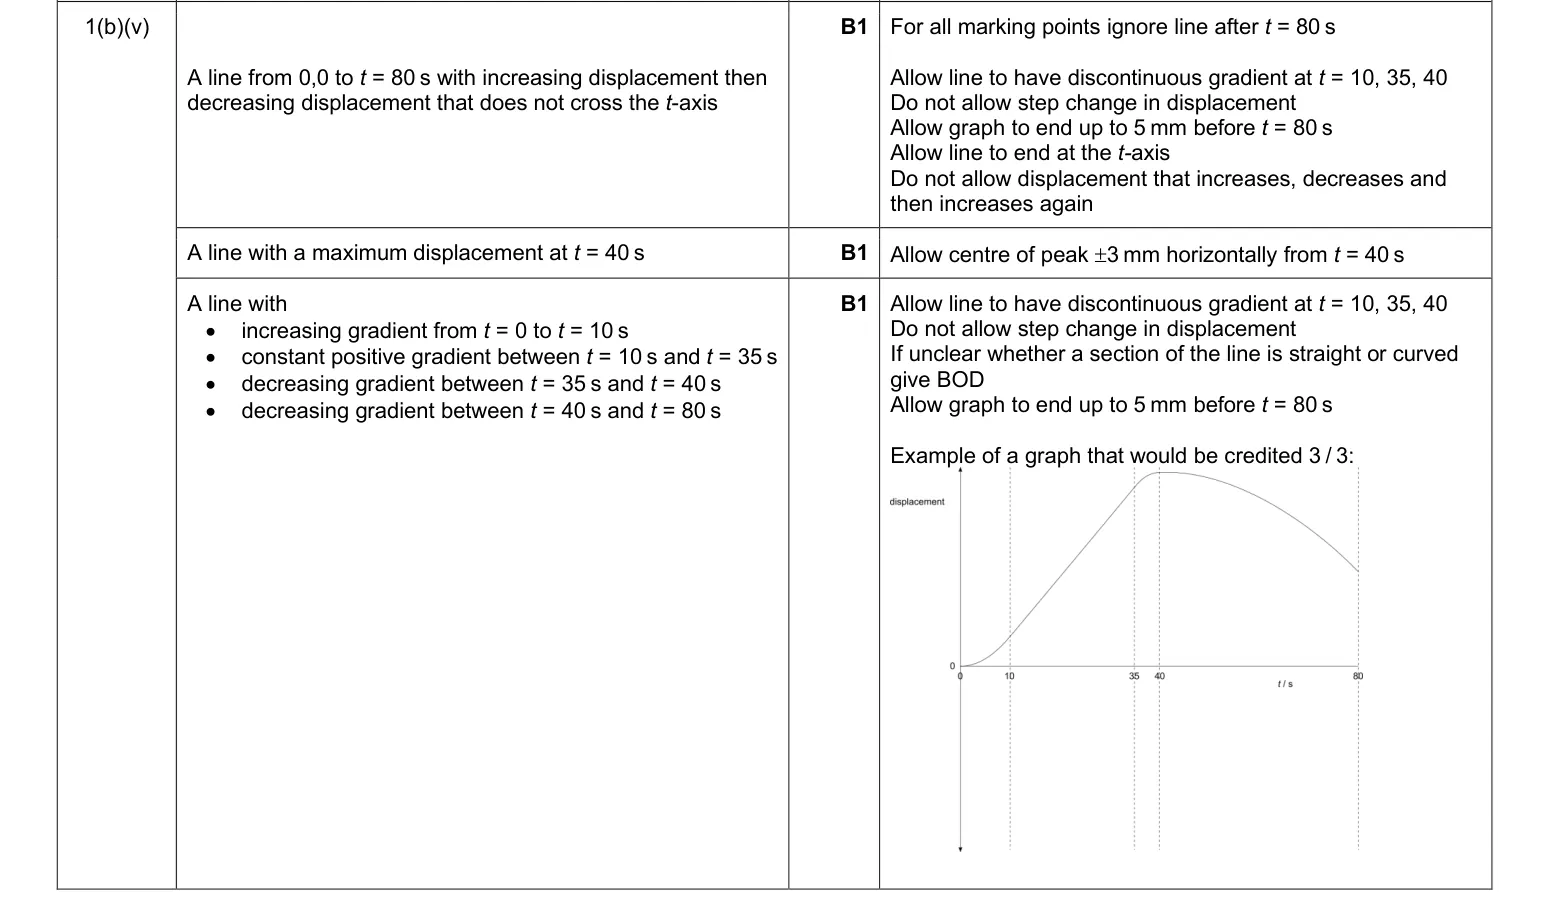 1(b)(v)
B1
For all marking points ignore line after t = 80 s
A line from 0,0 to t = 80 s with increasing displacement then
decreasing displacement that does not cross the t-axis
Allow line to have discontinuous gradient at t = 10, 35, 40
Do not allow step change in displacement
Allow graph to end up to 5 mm before t = 80 s
Allow line to end at the t-axis
Do not allow displacement that increases, decreases and
then increases again
A line with a maximum displacement at t = 40 s
B1
Allow centre of peak ±3 mm horizontally from t = 40 s
A line with
• increasing gradient from t = 0 to t = 10 s
• constant positive gradient between t = 10 s and t = 35 s
• decreasing gradient between t = 35 s and t = 40 s
• decreasing gradient between t = 40 s and t = 80 s
B1
Allow line to have discontinuous gradient at t = 10, 35, 40
Do not allow step change in displacement
If unclear whether a section of the line is straight or curved
give BOD
Allow graph to end up to 5 mm before t = 80 s
Example of a graph that would be credited 3 / 3:
displacement
0
0 10 35 40 80
t / s